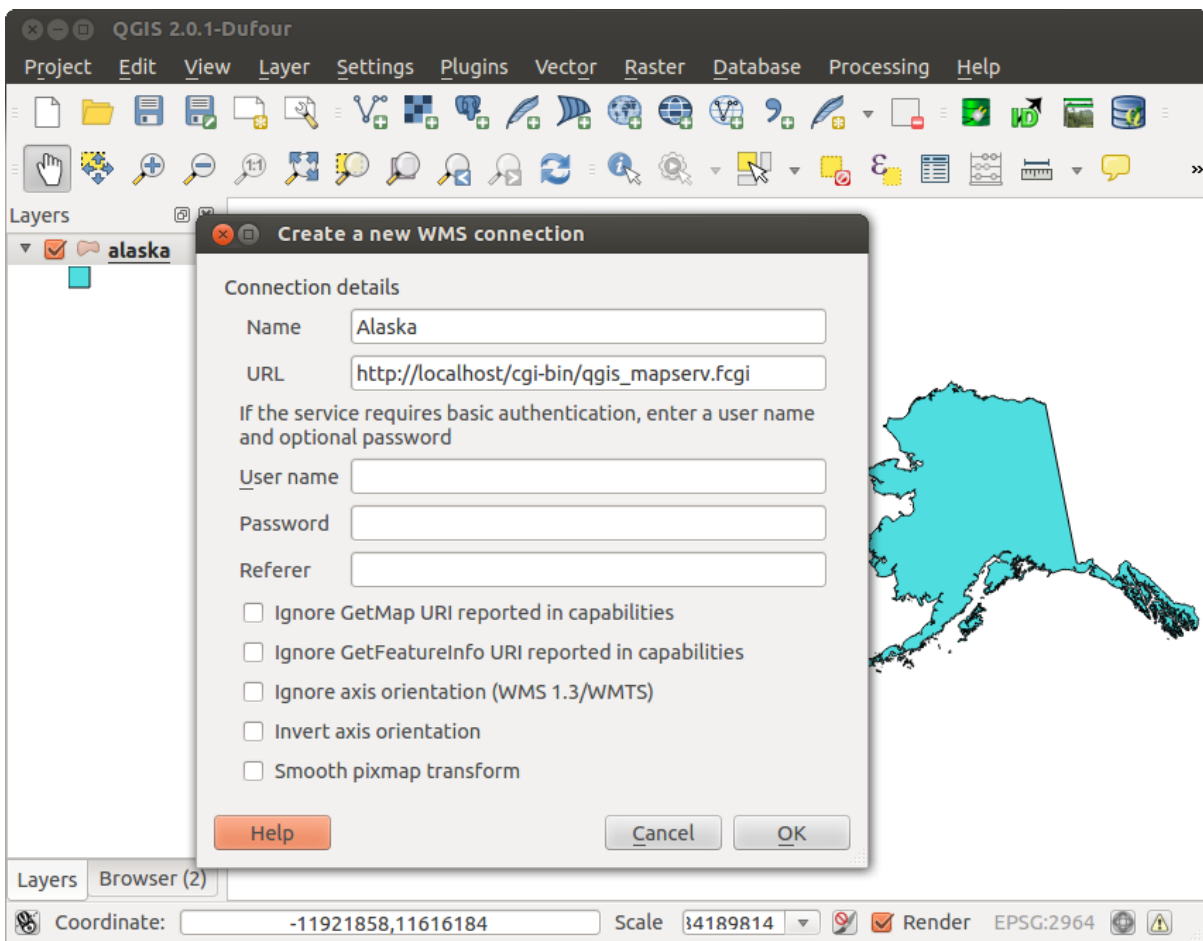 QGIS 2.0.1-Dufour
Project Edit View Layer Settings Plugins Vector Raster Database Processing Help
1:1
Layers
alaska
Create a new WMS connection
Connection details
Name Alaska
URL http://localhost/cgi-bin/qgis_mapserv.fcgi
If the service requires basic authentication, enter a user name
and optional password
User name
Password
Referer
Ignore GetMap URI reported in capabilities
Ignore GetFeatureInfo URI reported in capabilities
Ignore axis orientation (WMS 1.3/WMTS)
Invert axis orientation
Smooth pixmap transform
Help Cancel OK
Layers Browser (2)
Coordinate: -11921858,11616184 Scale 34189814 Render EPSG:2964